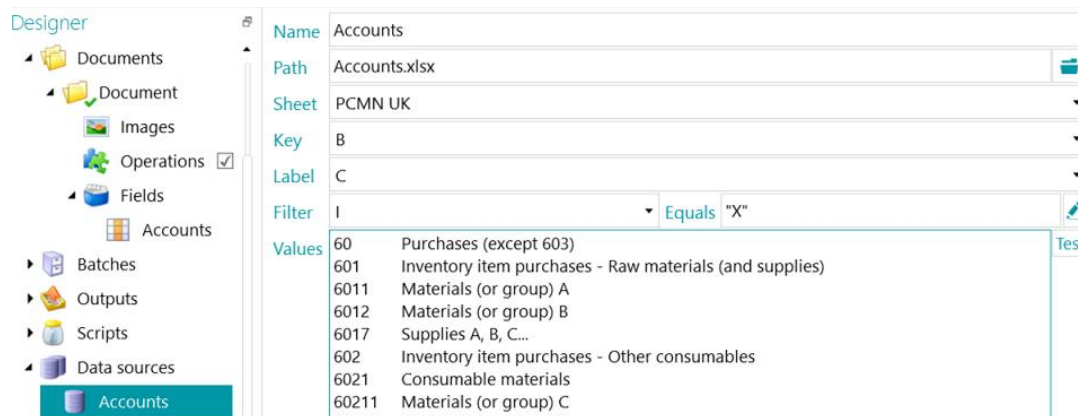 Designer
Documents
Document
Images
Operations
Fields
Accounts
Batches
Outputs
Scripts
Data sources
Accounts
Name Accounts
Path Accounts.xlsx
Sheet PCMN UK
Key B
Label C
Filter I Equals "X"
Values
60 Purchases (except 603)
601 Inventory item purchases - Raw materials (and supplies)
6011 Materials (or group) A
6012 Materials (or group) B
6017 Supplies A, B, C...
602 Inventory item purchases - Other consumables
6021 Consumable materials
60211 Materials (or group) C
Tes